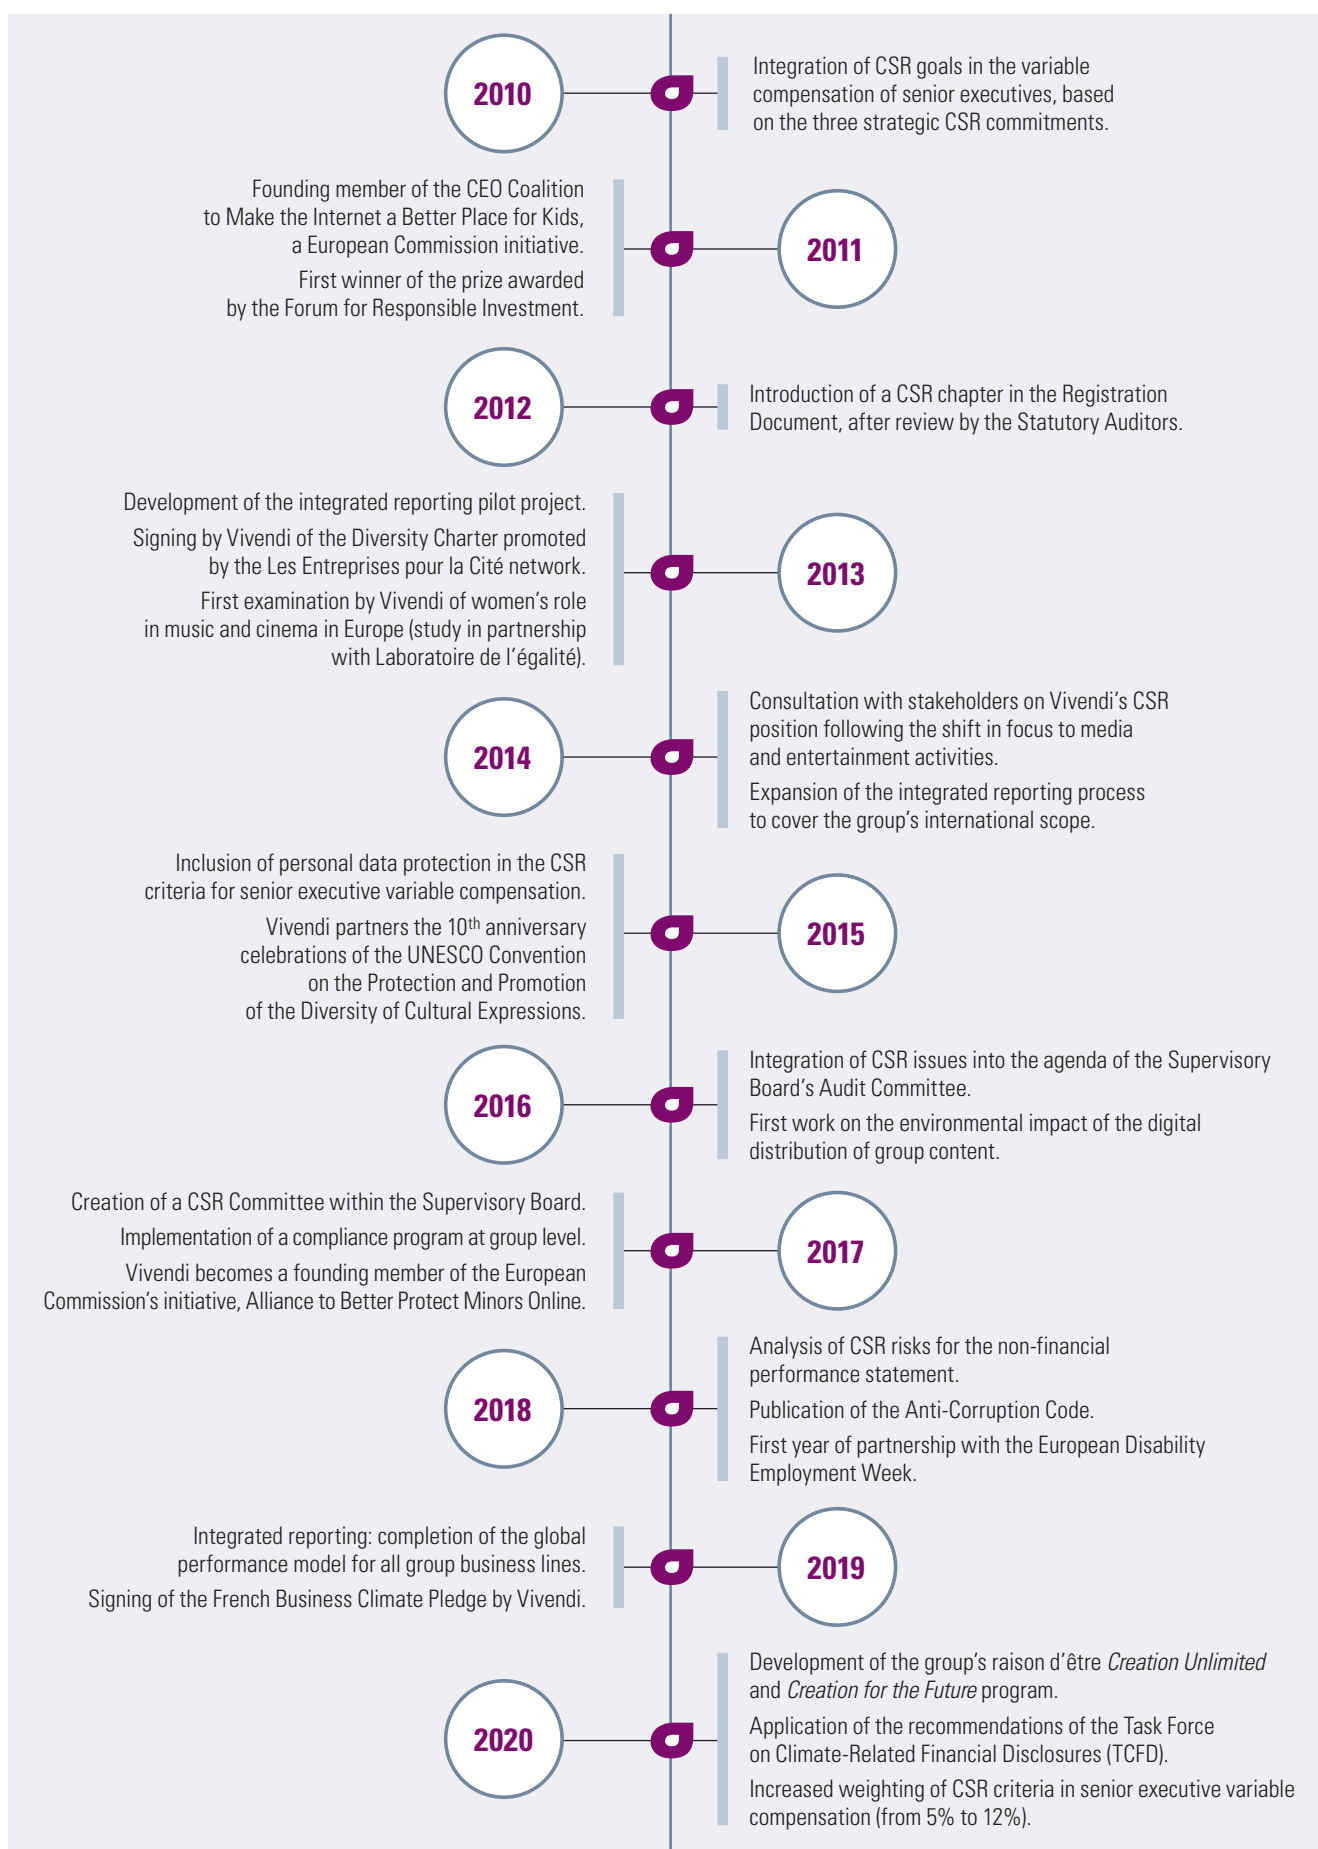 2010
Integration of CSR goals in the variable
compensation of senior executives, based
on the three strategic CSR commitments.
Founding member of the CEO Coalition
to Make the Internet a Better Place for Kids,
a European Commission initiative.
First winner of the prize awarded
by the Forum for Responsible Investment.
2011
2012
Introduction of a CSR chapter in the Registration
Document, after review by the Statutory Auditors.
Development of the integrated reporting pilot project.
Signing by Vivendi of the Diversity Charter promoted
by the Les Entreprises pour la Cité network.
First examination by Vivendi of women’s role
in music and cinema in Europe (study in partnership
with Laboratoire de l’égalité).
2013
2014
Consultation with stakeholders on Vivendi’s CSR
position following the shift in focus to media
and entertainment activities.
Expansion of the integrated reporting process
to cover the group’s international scope.
Inclusion of personal data protection in the CSR
criteria for senior executive variable compensation.
Vivendi partners the 10th anniversary
celebrations of the UNESCO Convention
on the Protection and Promotion
of the Diversity of Cultural Expressions.
2015
2016
Integration of CSR issues into the agenda of the Supervisory
Board’s Audit Committee.
First work on the environmental impact of the digital
distribution of group content.
Creation of a CSR Committee within the Supervisory Board.
Implementation of a compliance program at group level.
Vivendi becomes a founding member of the European
Commission’s initiative, Alliance to Better Protect Minors Online.
2017
2018
Analysis of CSR risks for the non-financial
performance statement.
Publication of the Anti-Corruption Code.
First year of partnership with the European Disability
Employment Week.
Integrated reporting: completion of the global
performance model for all group business lines.
Signing of the French Business Climate Pledge by Vivendi.
2019
2020
Development of the group’s raison d’être Creation Unlimited
and Creation for the Future program.
Application of the recommendations of the Task Force
on Climate-Related Financial Disclosures (TCFD).
Increased weighting of CSR criteria in senior executive variable
compensation (from 5% to 12%).